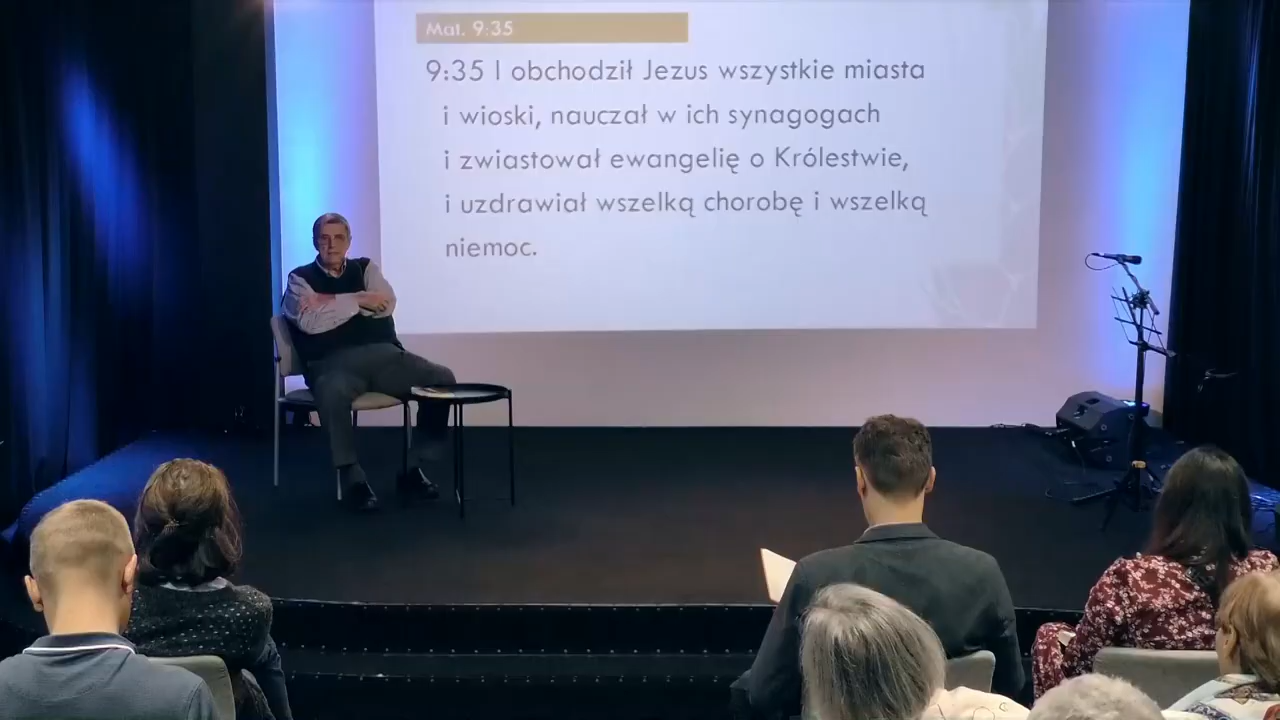 Mat. 9:35
9:35 I obchodził Jezus wszystkie miasta
i wioski, nauczał w ich synagogach
i zwiastował ewangelię o Królestwie,
i uzdrawiał wszelką chorobę i wszelką
niemoc.